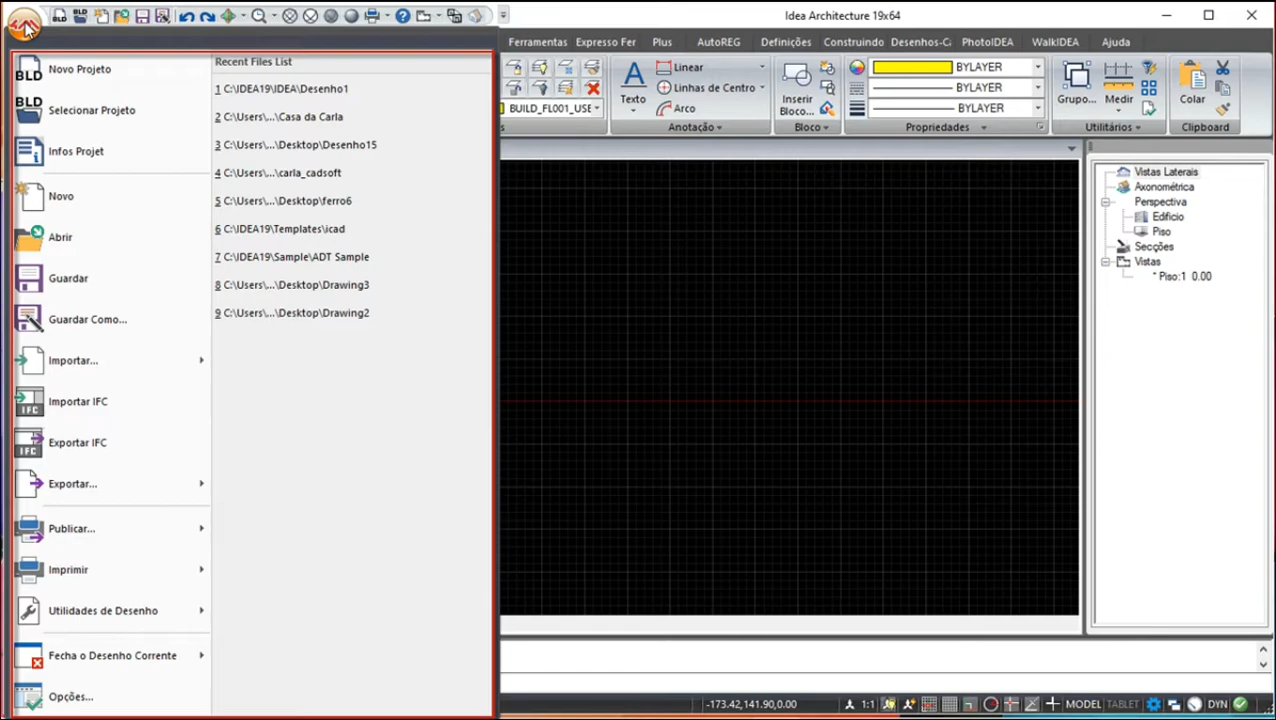 Idea Architecture 19x64
Ferramentas Expresso Fer Plus AutoREG Definições Construindo Desenhos-Ca PhotoIDEA WalkIDEA Ajuda
BLD Novo Projeto
BLD Selecionar Projeto
Infos Projet
Novo
Abrir
Guardar
Guardar Como...
Importar...
IFC Importar IFC
IFC Exportar IFC
Exportar...
Publicar...
Imprimir
Utilidades de Desenho
Fecha o Desenho Corrente
Opções...
Recent Files List
1 C:\IDEA19\IDEA\Desenho1
2 C:\Users\...\Casa da Carla
3 C:\Users\...\Desktop\Desenho15
4 C:\Users\...\carla_cadsoft
5 C:\Users\...\Desktop\ferro6
6 C:\IDEA19\Templates\icad
7 C:\IDEA19\Sample\ADT Sample
8 C:\Users\...\Desktop\Drawing3
9 C:\Users\...\Desktop\Drawing2
BUILD_FL001_USE
A Texto
Linear
Linhas de Centro
Arco
Anotação
Inserir
Bloco...
Bloco
BYLAYER
BYLAYER
BYLAYER
Propriedades
Grupo...
Medir
Utilitários
Colar
Clipboard
Vistas Laterais
Axonométrica
Perspectiva
Edifício
Piso
Secções
Vistas
* Piso:1 0.00
-173.42,141.90,0.00 1:1 MODEL TABLET DYN